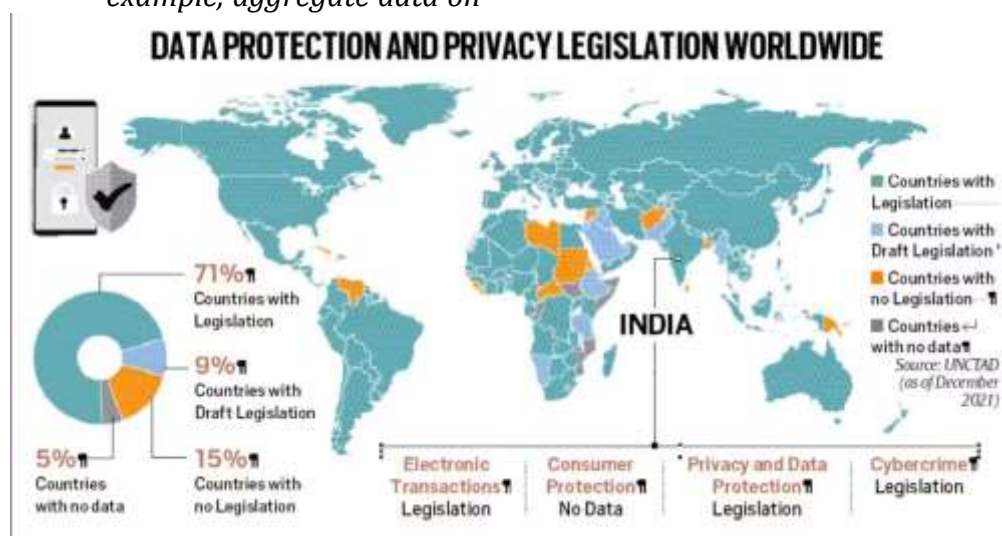 example, aggregate data on
DATA PROTECTION AND PRIVACY LEGISLATION WORLDWIDE
Countries with
Legislation
Countries with
Draft Legislation
Countries with
no Legislation ¶
Countries ↵
with no data¶
Source: UNCTAD
(as of December
2021)
71%¶
Countries with
Legislation
9%¶
Countries with
Draft Legislation
15%¶
Countries with
no Legislation
5%¶
Countries
with no data
INDIA
Electronic
Transactions¶
Legislation
Consumer
Protection¶
No Data
Privacy and Data
Protection¶
Legislation
Cybercrime¶
Legislation